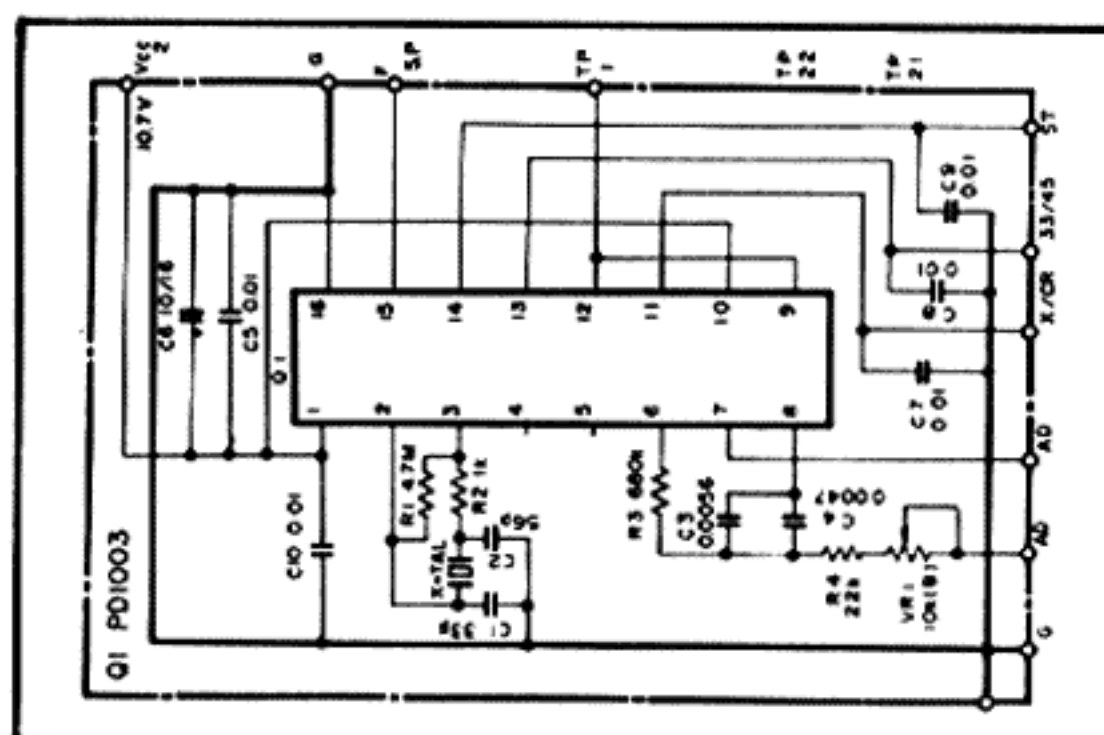 Vcc 2
10.7V
G
F
S.P
TP 1
TP 22
TP 21
ST
33/45
X/OR
AD
AD
G
C6 10/16
C5 0.01
C9 0.01
C8 0.01
C7 0.01
Q1
16 15 14 13 12 11 10 9
1 2 3 4 5 6 7 8
C10 0.01
R1 4.7M
R2 1k
X-TAL
C2
C1 33p
R3 680k
C3 0.0056
C4 0.0047
R4 22k
VR1 10k(B)
Q1 PD1003